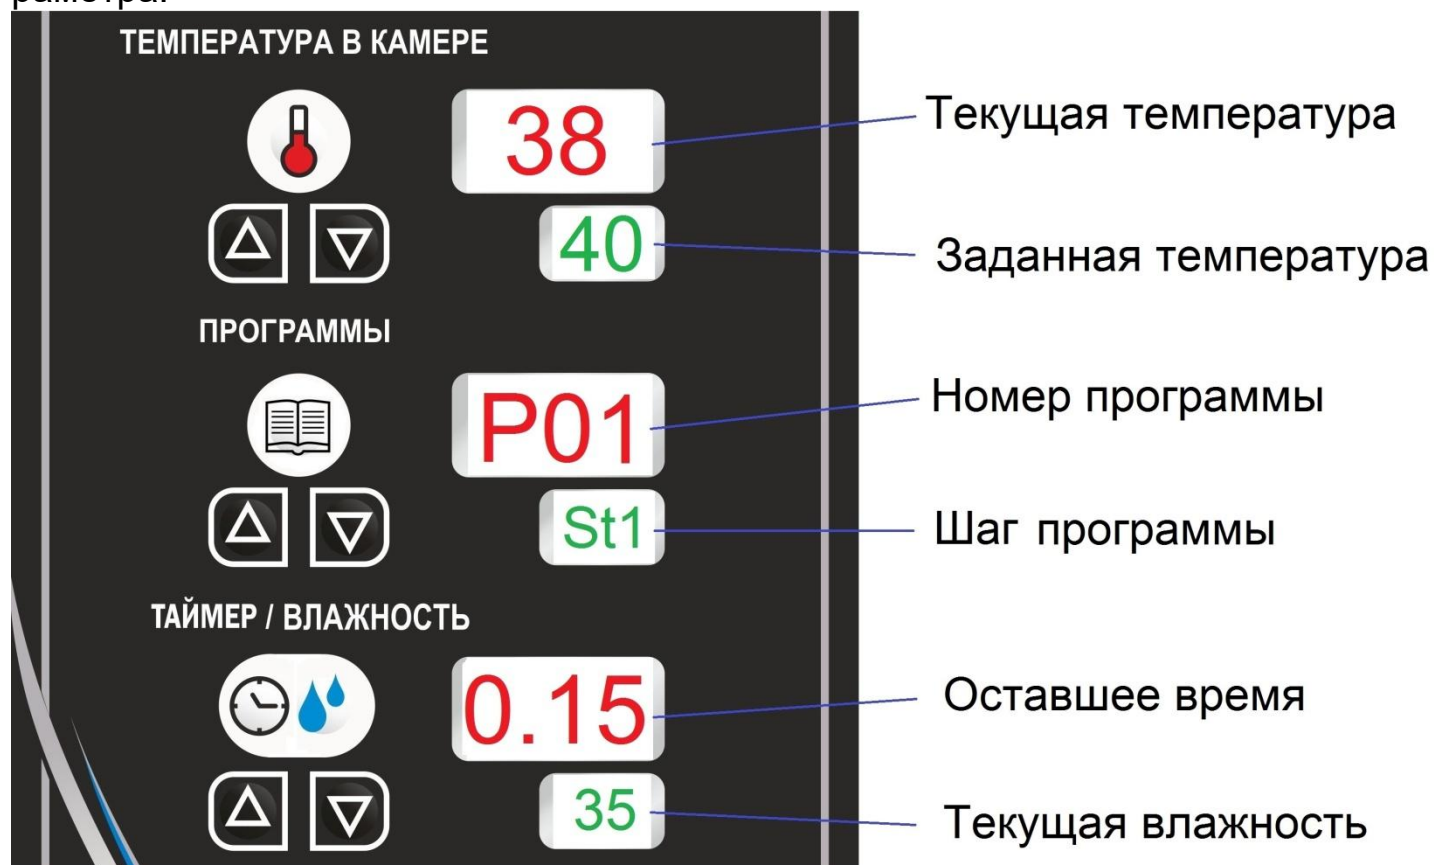 ТЕМПЕРАТУРА В КАМЕРЕ
38
Текущая температура
40
Заданная температура
ПРОГРАММЫ
P01
Номер программы
St1
Шаг программы
ТАЙМЕР / ВЛАЖНОСТЬ
0.15
Оставшее время
35
Текущая влажность